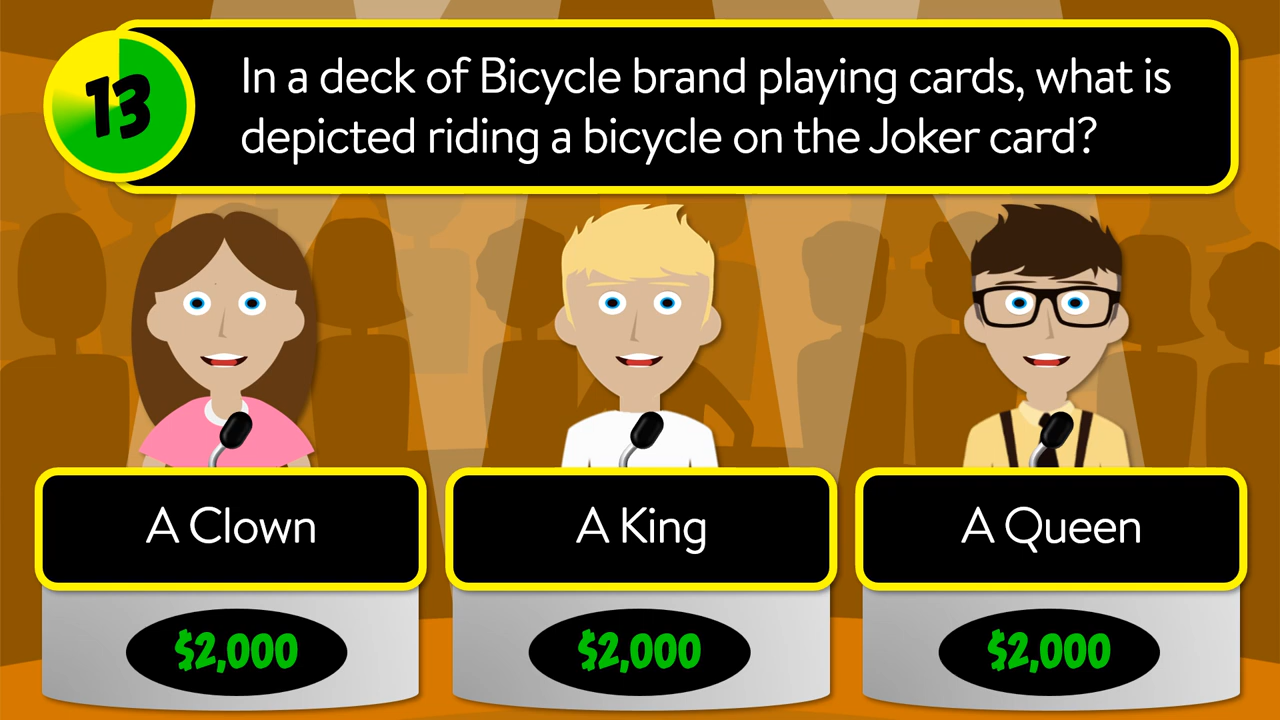 13
In a deck of Bicycle brand playing cards, what is
depicted riding a bicycle on the Joker card?
A Clown
A King
A Queen
$2,000
$2,000
$2,000